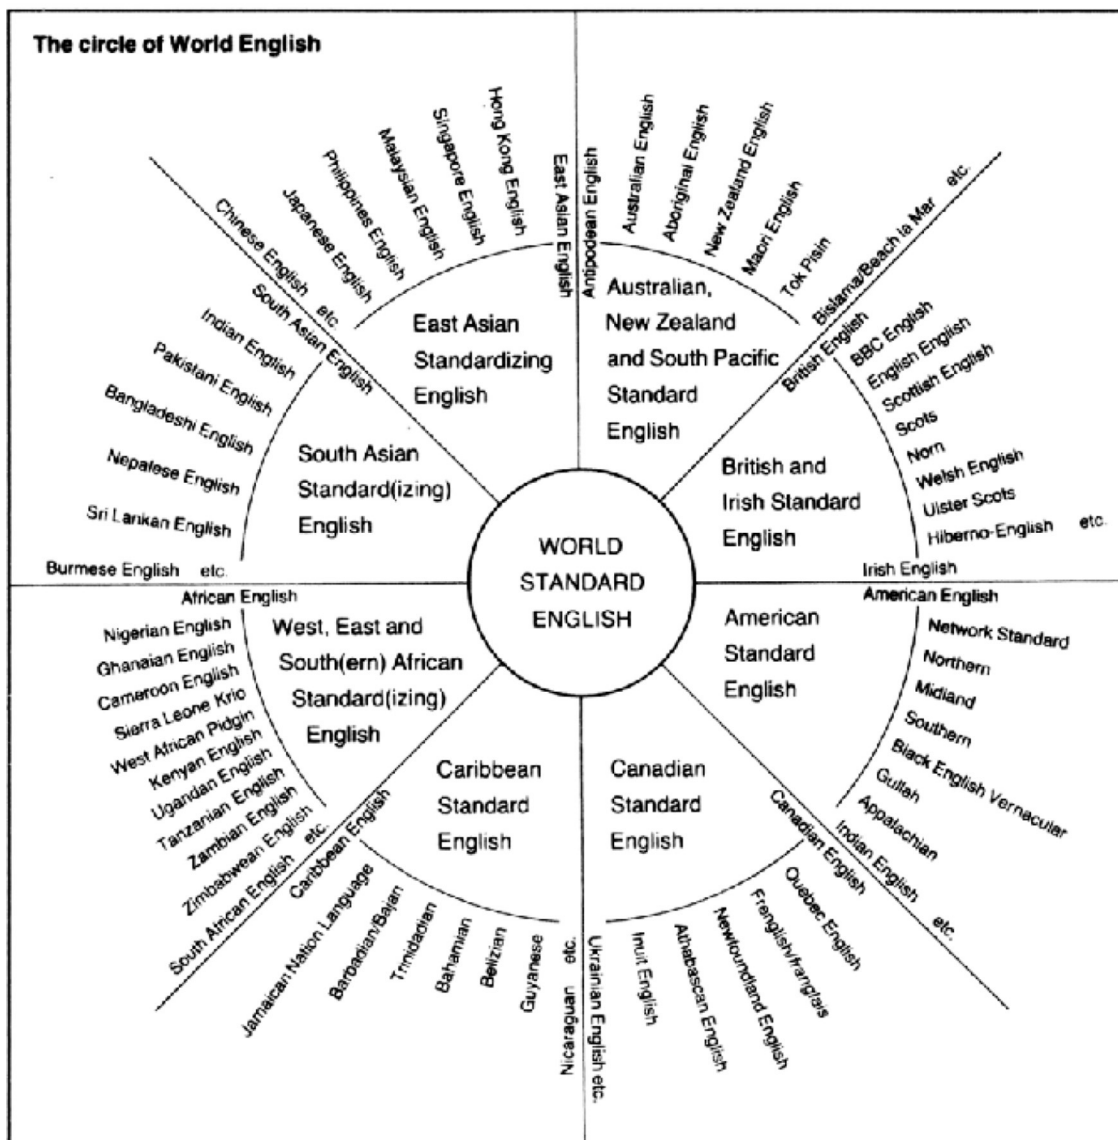 The circle of World English
East Asian English
Hong Kong English
Singapore English
Malaysian English
Philippines English
Japanese English
Chinese English etc.
East Asian
Standardizing
English
Antipodean English
Australian English
Aboriginal English
New Zealand English
Maori English
Tok Pisin
Bislama/Beach la Mar etc.
Australian,
New Zealand
and South Pacific
Standard
English
British English
BBC English
English English
Scottish English
Scots
Norn
Welsh English
Ulster Scots
Hiberno-English etc.
Irish English
British and
Irish Standard
English
American English
Network Standard
Northern
Midland
Southern
Black English Vernacular
Gullah
Appalachian
Indian English etc.
American
Standard
English
Canadian English
Quebec English
Frenglish/franglais
Newfoundland English
Athabascan English
Inuit English
Ukrainian English etc.
Canadian
Standard
English
Caribbean English
Jamaican Nation Language
Barbadian/Bajan
Trinidadian
Bahamian
Belizian
Guyanese
Nicaraguan etc.
Caribbean
Standard
English
African English
Nigerian English
Ghanaian English
Cameroon English
Sierra Leone Krio
West African Pidgin
Kenyan English
Ugandan English
Tanzanian English
Zambian English
Zimbabwean English
South African English etc.
West, East and
South(ern) African
Standard(izing)
English
South Asian English
Indian English
Pakistani English
Bangladeshi English
Nepalese English
Sri Lankan English
Burmese English etc.
South Asian
Standard(izing)
English
WORLD
STANDARD
ENGLISH